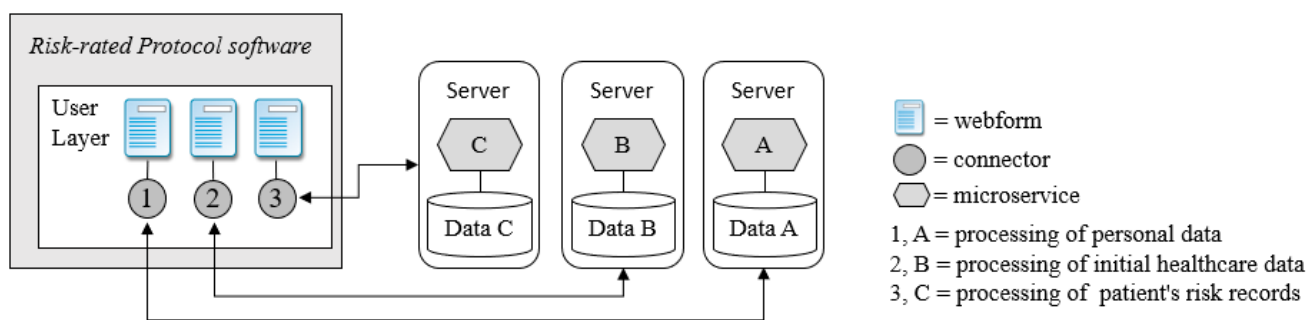 Risk-rated Protocol software
User
Layer
1
2
3
Server
C
Data C
Server
B
Data B
Server
A
Data A
= webform
= connector
= microservice
1, A = processing of personal data
2, B = processing of initial healthcare data
3, C = processing of patient's risk records